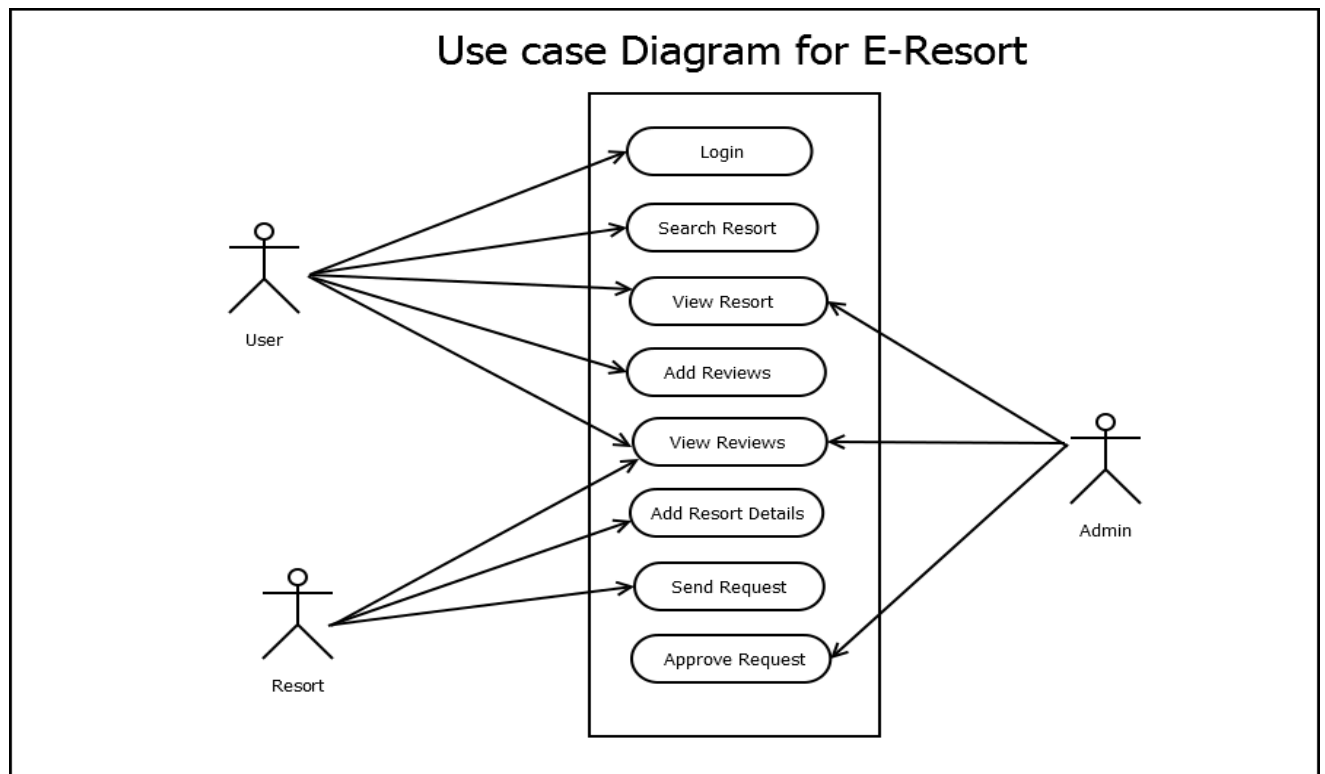 Use case Diagram for E-Resort
Login
Search Resort
View Resort
Add Reviews
View Reviews
Add Resort Details
Send Request
Approve Request
User
Resort
Admin